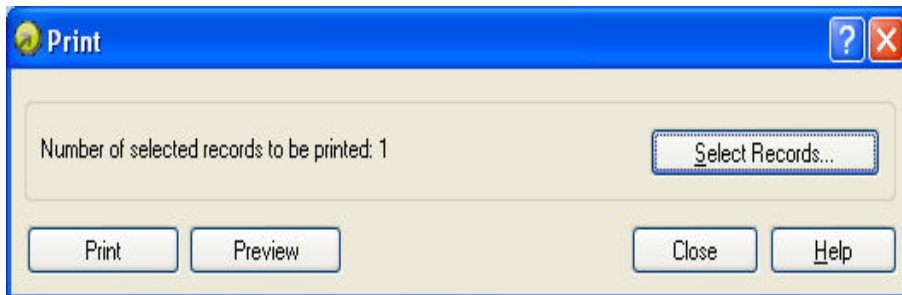 Print
?
Number of selected records to be printed: 1
Select Records...
Print
Preview
Close
Help